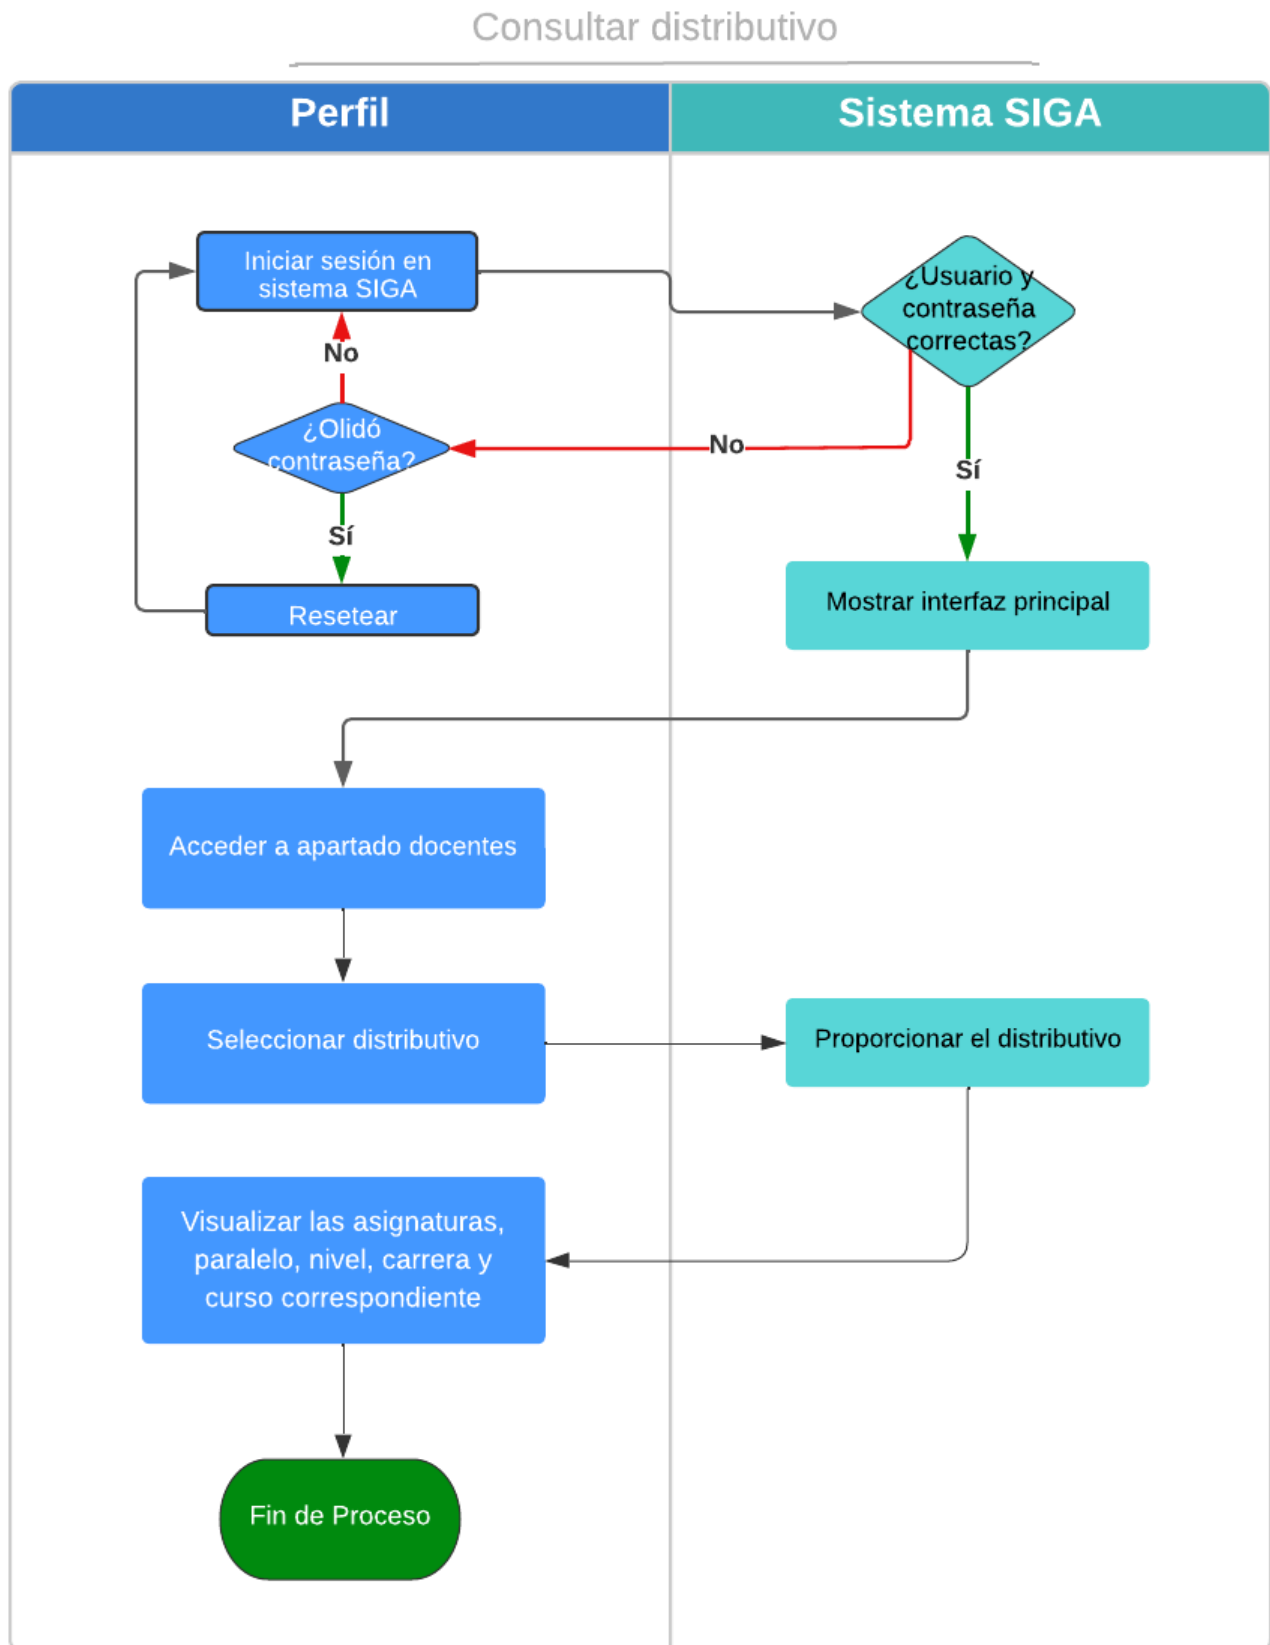 Consultar distributivo
Perfil
Sistema SIGA
Iniciar sesión en
sistema SIGA
¿Usuario y
contraseña
correctas?
No
¿Olidó
contraseña?
No
Sí
Sí
Resetear
Mostrar interfaz principal
Acceder a apartado docentes
Seleccionar distributivo
Proporcionar el distributivo
Visualizar las asignaturas,
paralelo, nivel, carrera y
curso correspondiente
Fin de Proceso